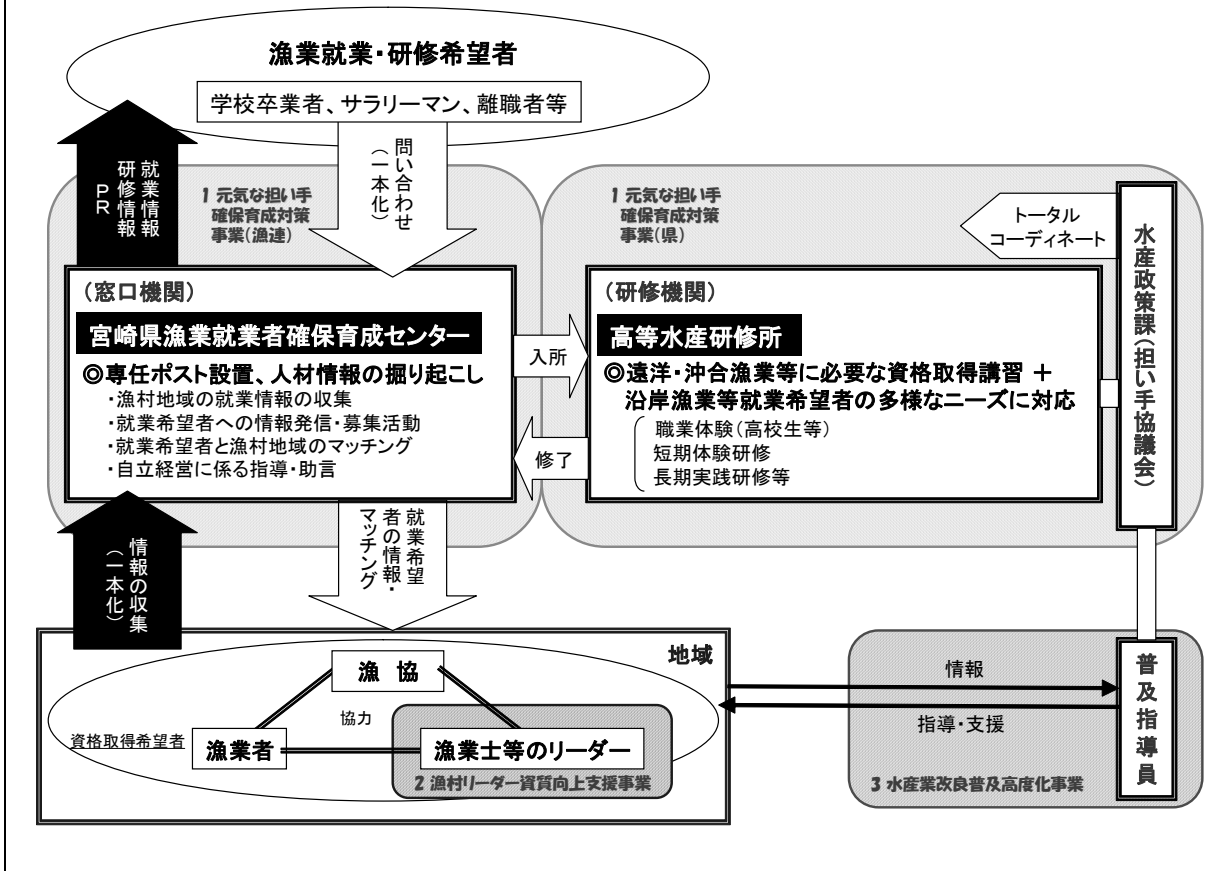 漁業就業・研修希望者
学校卒業者、サラリーマン、離職者等
就業情報
研修情報
ＰＲ
問い合わせ
（一本化）
1 元気な担い手
確保育成対策
事業(漁連)
1 元気な担い手
確保育成対策
事業(県)
トータル
コーディネート
水産政策課（担い手協議会）
（窓口機関）
宮崎県漁業就業者確保育成センター
◎専任ポスト設置、人材情報の掘り起こし
・漁村地域の就業情報の収集
・就業希望者への情報発信・募集活動
・就業希望者と漁村地域のマッチング
・自立経営に係る指導・助言
入所
修了
（研修機関）
高等水産研修所
◎遠洋・沖合漁業等に必要な資格取得講習 ＋
沿岸漁業等就業希望者の多様なニーズに対応
職業体験（高校生等）
短期体験研修
長期実践研修等
情報の収集
（一本化）
就業希望
者の情報・
マッチング
地域
漁 協
協力
資格取得希望者
漁業者
漁業士等のリーダー
2 漁村リーダー資質向上支援事業
情報
指導・支援
3 水産業改良普及高度化事業
普及指導員